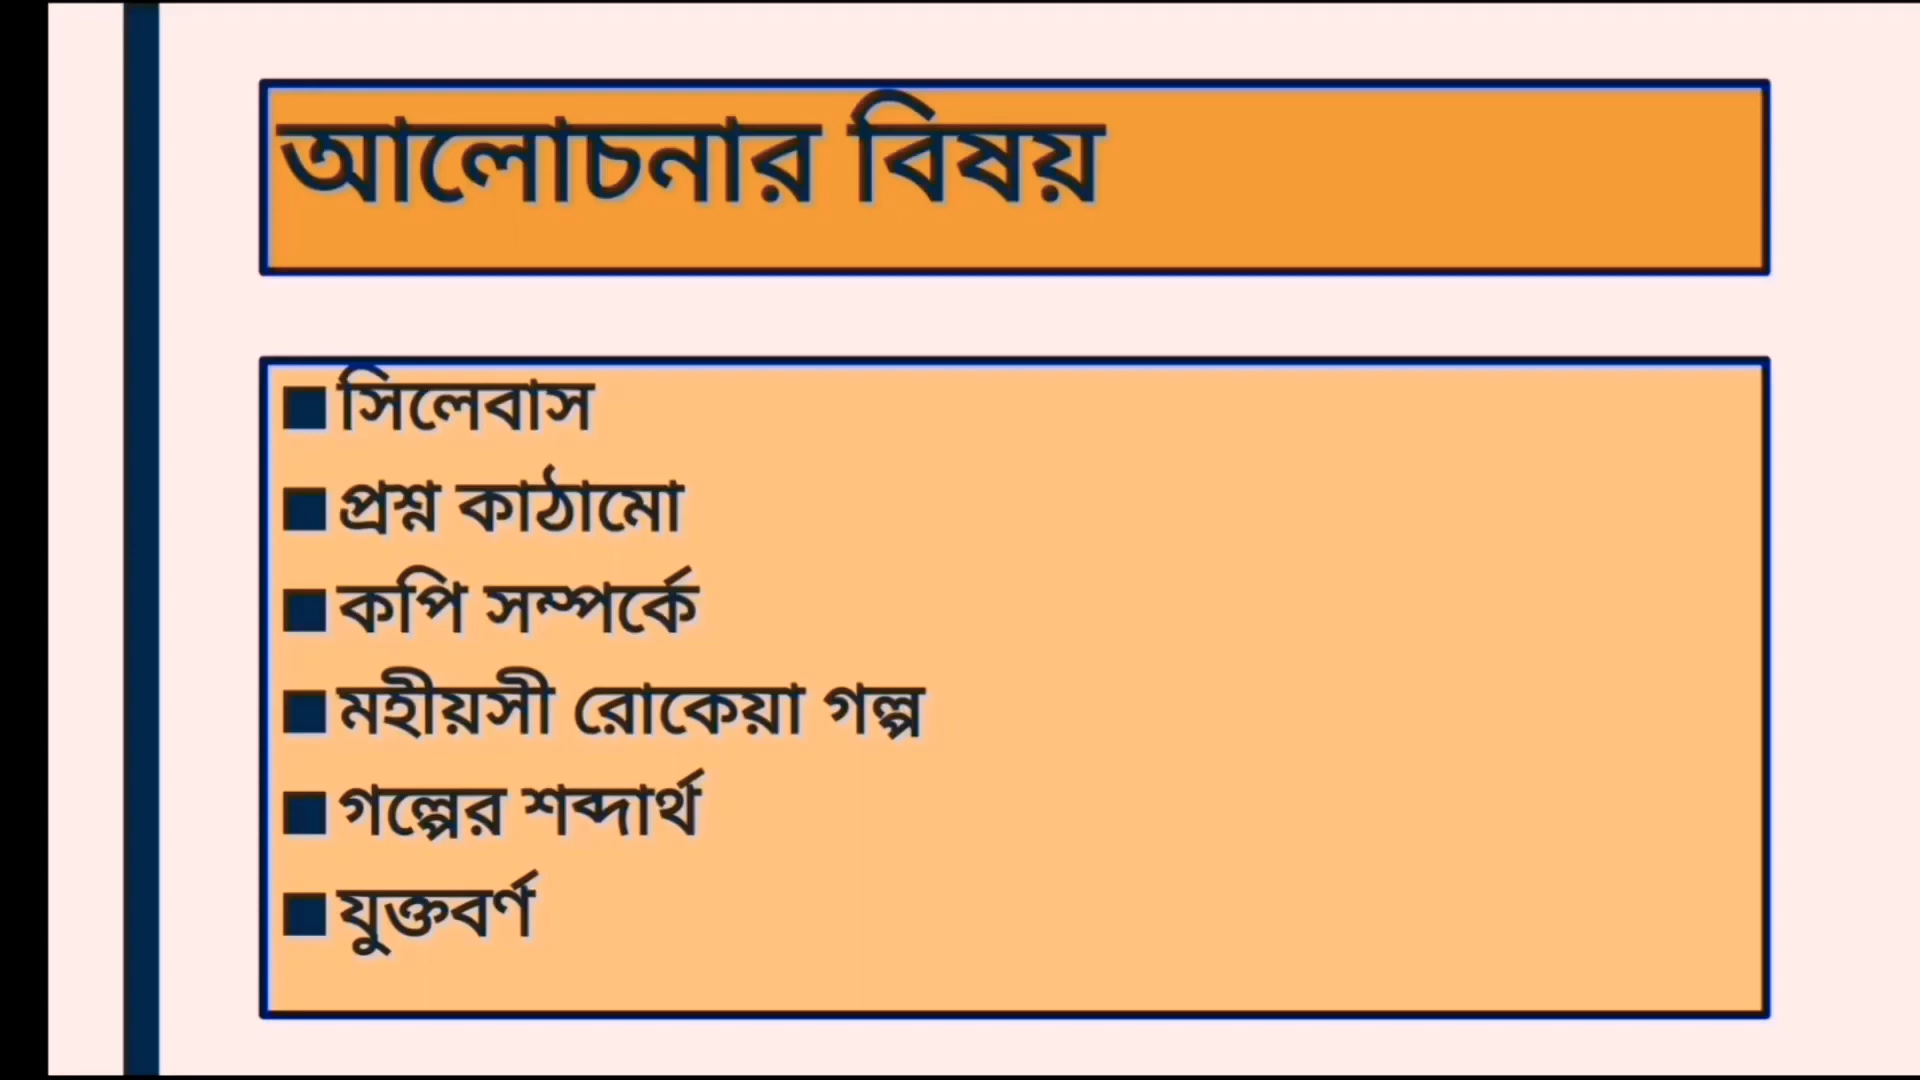 আলোচনার বিষয়
সিলেবাস
প্রশ্ন কাঠামো
কপি সম্পর্কে
মহীয়সী রোকেয়া গল্প
গল্পের শব্দার্থ
যুক্তবর্ণ